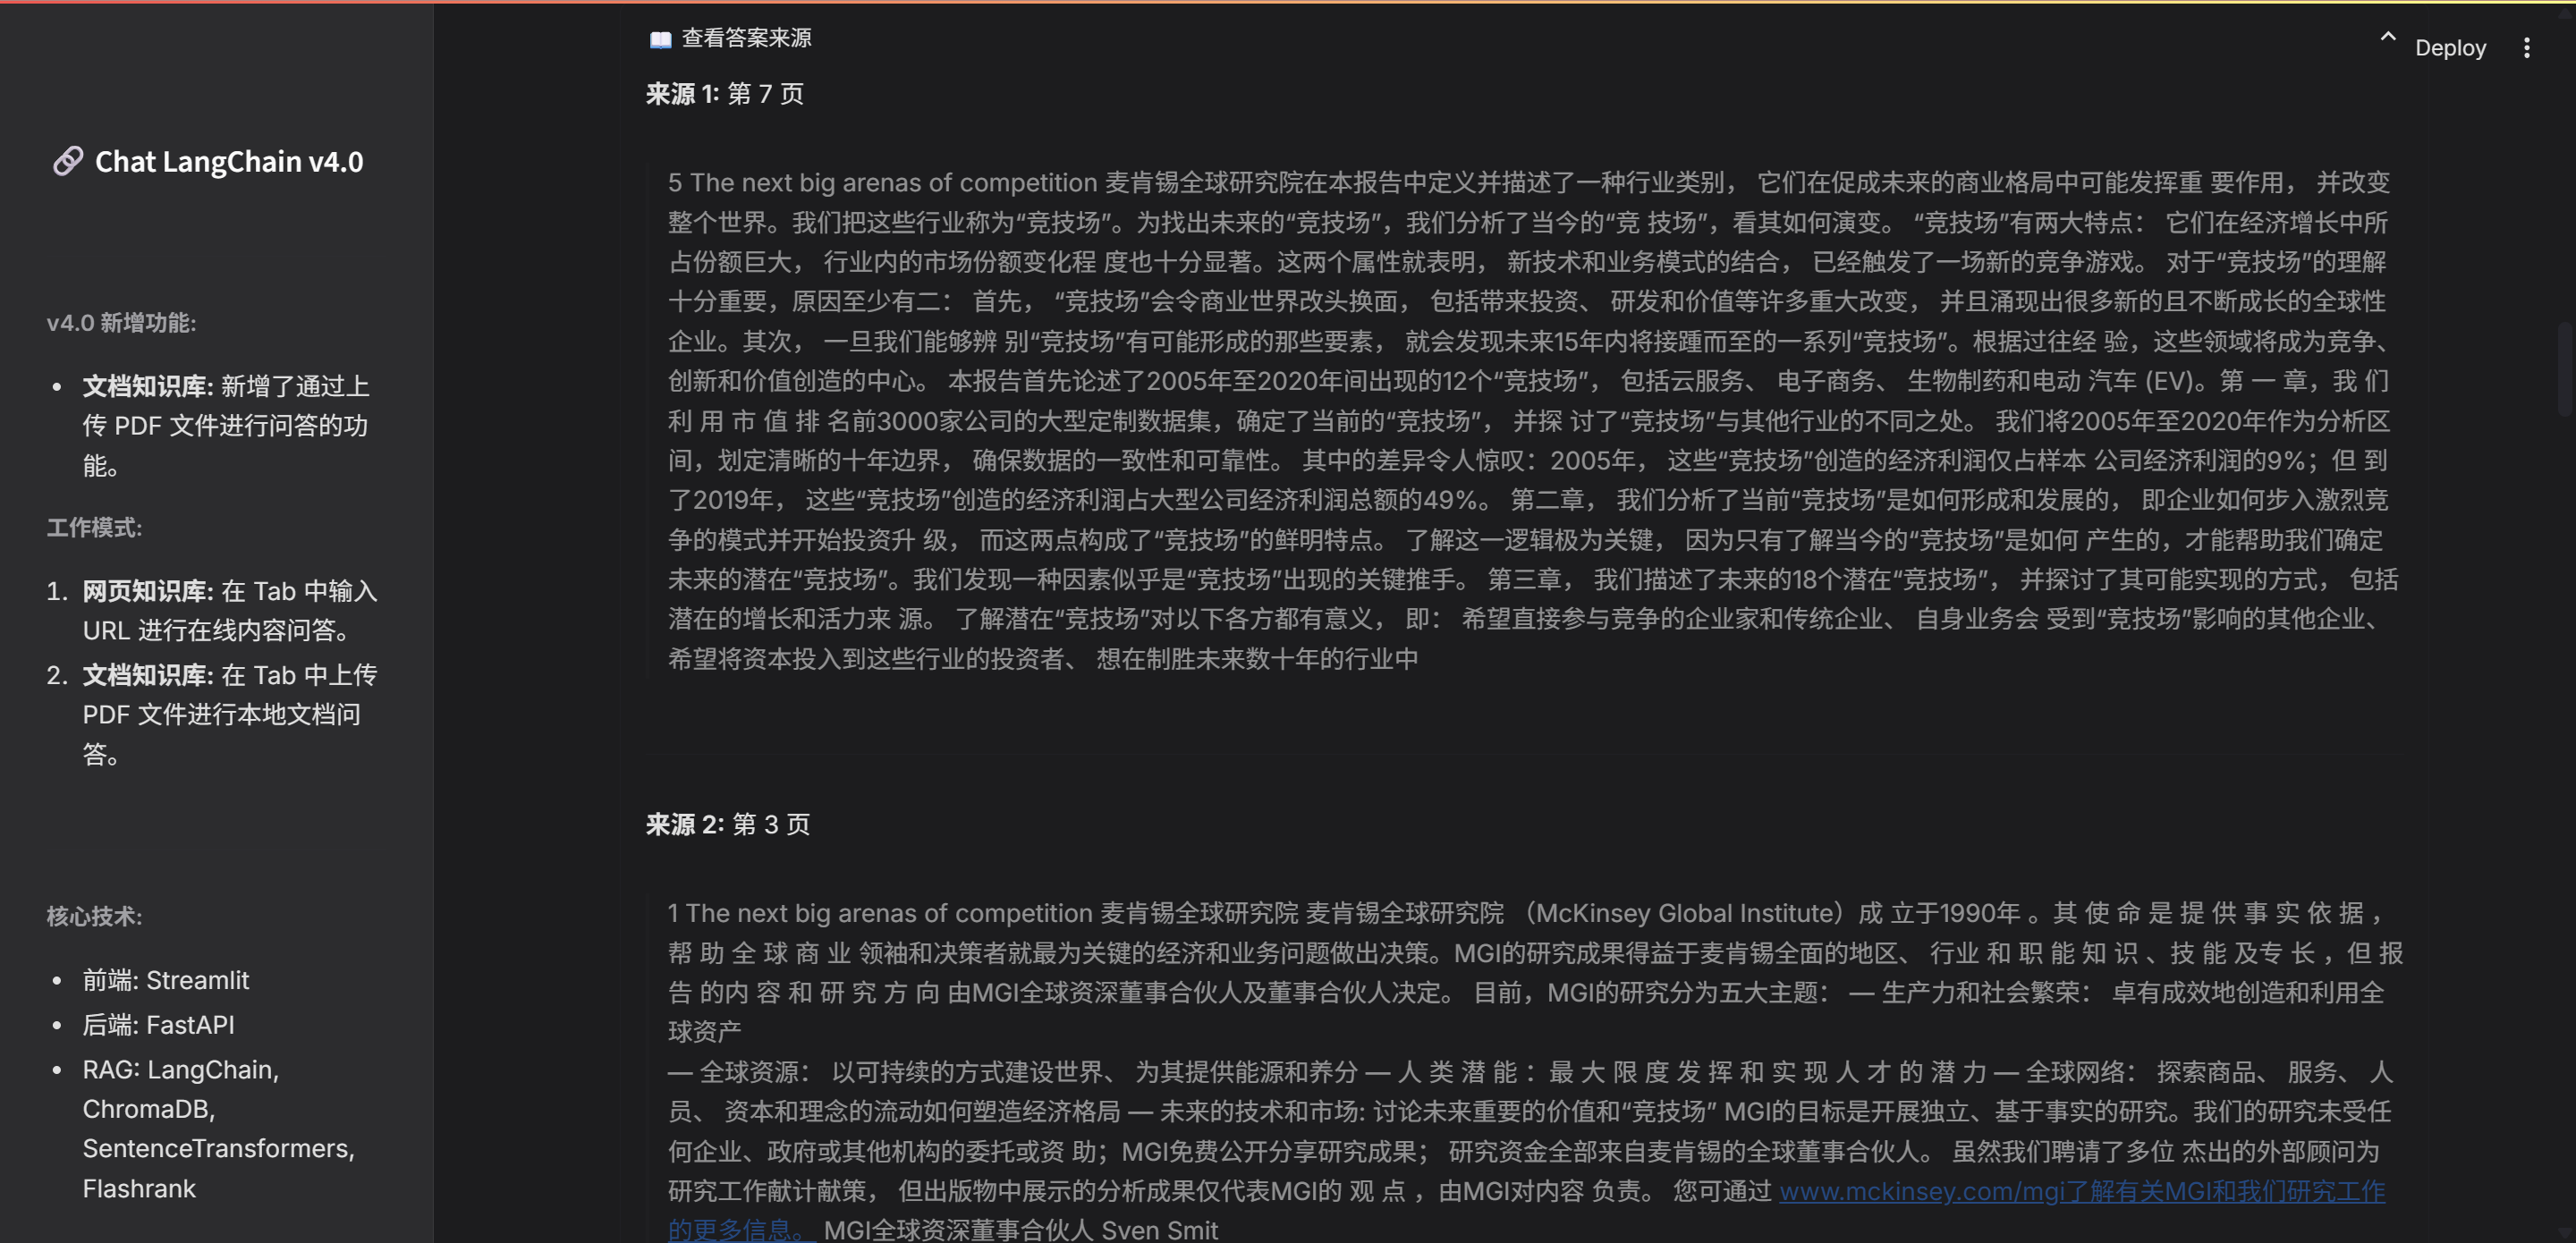 🔗 Chat LangChain v4.0
v4.0 新增功能:
• 文档知识库: 新增了通过上
传 PDF 文件进行问答的功
能。
工作模式:
1. 网页知识库: 在 Tab 中输入
URL 进行在线内容问答。
2. 文档知识库: 在 Tab 中上传
PDF 文件进行本地文档问
答。
核心技术:
• 前端: Streamlit
• 后端: FastAPI
• RAG: LangChain,
ChromaDB,
SentenceTransformers,
Flashrank
📖 查看答案来源
Deploy
来源 1: 第 7 页
5 The next big arenas of competition 麦肯锡全球研究院在本报告中定义并描述了一种行业类别， 它们在促成未来的商业格局中可能发挥重 要作用， 并改变
整个世界。我们把这些行业称为“竞技场”。为找出未来的“竞技场”，我们分析了当今的“竞 技场”，看其如何演变。 “竞技场”有两大特点： 它们在经济增长中所
占份额巨大， 行业内的市场份额变化程 度也十分显著。这两个属性就表明， 新技术和业务模式的结合， 已经触发了一场新的竞争游戏。 对于“竞技场”的理解
十分重要，原因至少有二： 首先， “竞技场”会令商业世界改头换面， 包括带来投资、 研发和价值等许多重大改变， 并且涌现出很多新的且不断成长的全球性
企业。其次， 一旦我们能够辨 别“竞技场”有可能形成的那些要素， 就会发现未来15年内将接踵而至的一系列“竞技场”。根据过往经 验，这些领域将成为竞争、
创新和价值创造的中心。 本报告首先论述了2005年至2020年间出现的12个“竞技场”， 包括云服务、 电子商务、 生物制药和电动 汽车 (EV)。第 一 章，我 们
利 用 市 值 排 名前3000家公司的大型定制数据集，确定了当前的“竞技场”， 并探 讨了“竞技场”与其他行业的不同之处。 我们将2005年至2020年作为分析区
间，划定清晰的十年边界， 确保数据的一致性和可靠性。 其中的差异令人惊叹：2005年， 这些“竞技场”创造的经济利润仅占样本 公司经济利润的9%；但 到
了2019年， 这些“竞技场”创造的经济利润占大型公司经济利润总额的49%。 第二章， 我们分析了当前“竞技场”是如何形成和发展的， 即企业如何步入激烈竞
争的模式并开始投资升 级， 而这两点构成了“竞技场”的鲜明特点。 了解这一逻辑极为关键， 因为只有了解当今的“竞技场”是如何 产生的，才能帮助我们确定
未来的潜在“竞技场”。我们发现一种因素似乎是“竞技场”出现的关键推手。 第三章， 我们描述了未来的18个潜在“竞技场”， 并探讨了其可能实现的方式， 包括
潜在的增长和活力来 源。 了解潜在“竞技场”对以下各方都有意义， 即： 希望直接参与竞争的企业家和传统企业、 自身业务会 受到“竞技场”影响的其他企业、
希望将资本投入到这些行业的投资者、 想在制胜未来数十年的行业中
来源 2: 第 3 页
1 The next big arenas of competition 麦肯锡全球研究院 麦肯锡全球研究院 （McKinsey Global Institute）成 立于1990年 。其 使 命 是 提 供 事 实 依 据 ，
帮 助 全 球 商 业 领袖和决策者就最为关键的经济和业务问题做出决策。MGI的研究成果得益于麦肯锡全面的地区、 行业 和 职 能 知 识 、技 能 及专 长 ，但 报
告 的内 容 和 研 究 方 向 由MGI全球资深董事合伙人及董事合伙人决定。 目前，MGI的研究分为五大主题： — 生产力和社会繁荣： 卓有成效地创造和利用全
球资产
— 全球资源： 以可持续的方式建设世界、 为其提供能源和养分 — 人 类 潜 能 ：最 大 限 度 发 挥 和 实 现 人 才 的 潜 力 — 全球网络： 探索商品、 服务、 人
员、 资本和理念的流动如何塑造经济格局 — 未来的技术和市场: 讨论未来重要的价值和“竞技场” MGI的目标是开展独立、基于事实的研究。我们的研究未受任
何企业、政府或其他机构的委托或资 助；MGI免费公开分享研究成果； 研究资金全部来自麦肯锡的全球董事合伙人。 虽然我们聘请了多位 杰出的外部顾问为
研究工作献计献策， 但出版物中展示的分析成果仅代表MGI的 观 点 ，由MGI对内容 负责。 您可通过 www.mckinsey.com/mgi了解有关MGI和我们研究工作
的更多信息。 MGI全球资深董事合伙人 Sven Smit